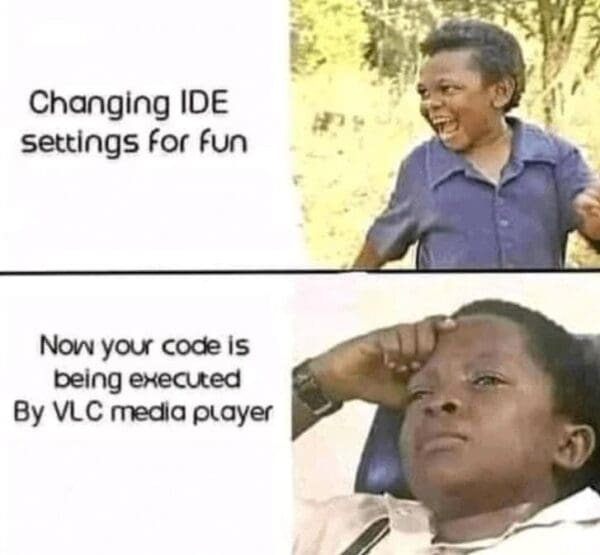 Changing IDE
settings for fun
Now your code is
being executed
By VLC media player